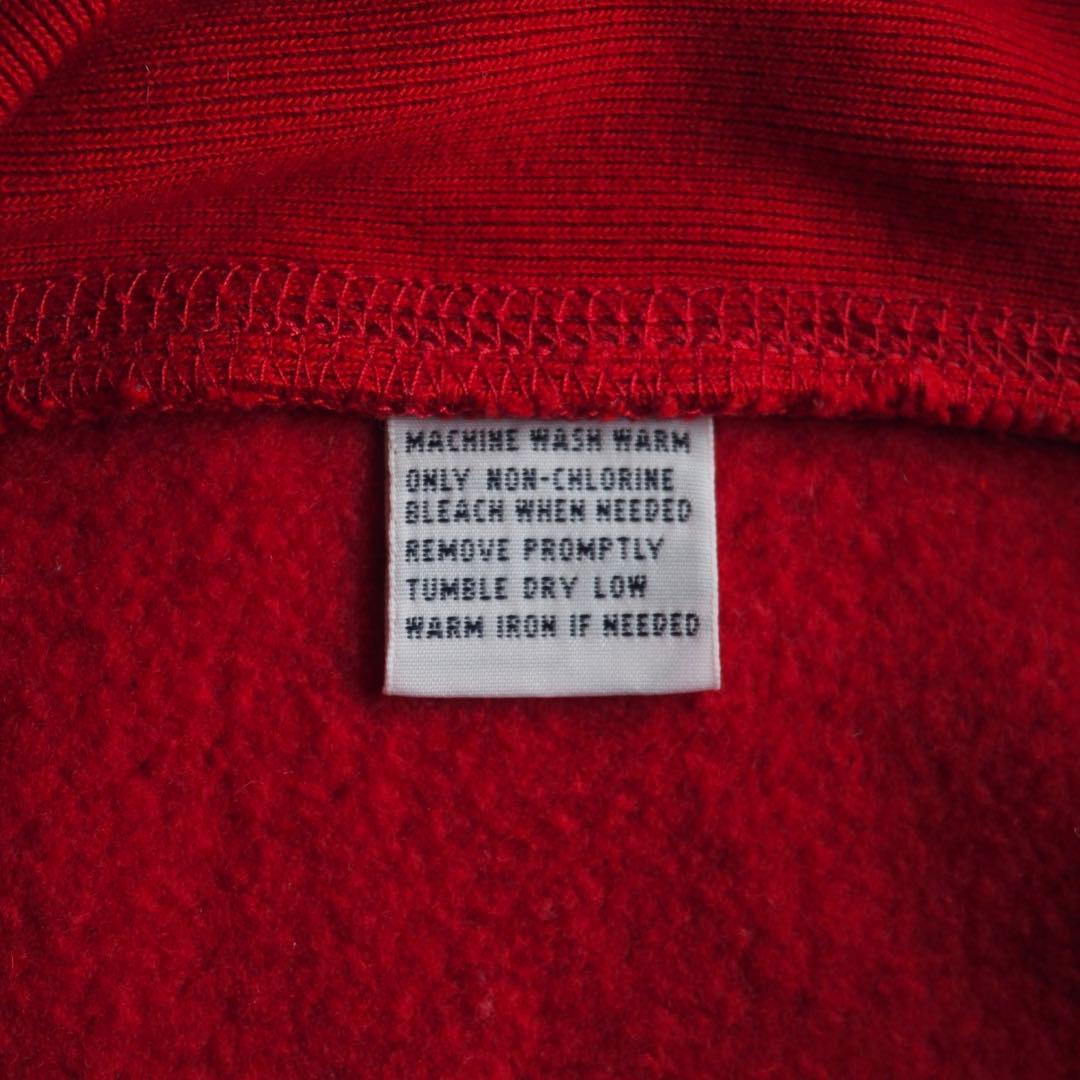 MACHINE WASH WARM
ONLY NON-CHLORINE
BLEACH WHEN NEEDED
REMOVE PROMPTLY
TUMBLE DRY LOW
WARM IRON IF NEEDED